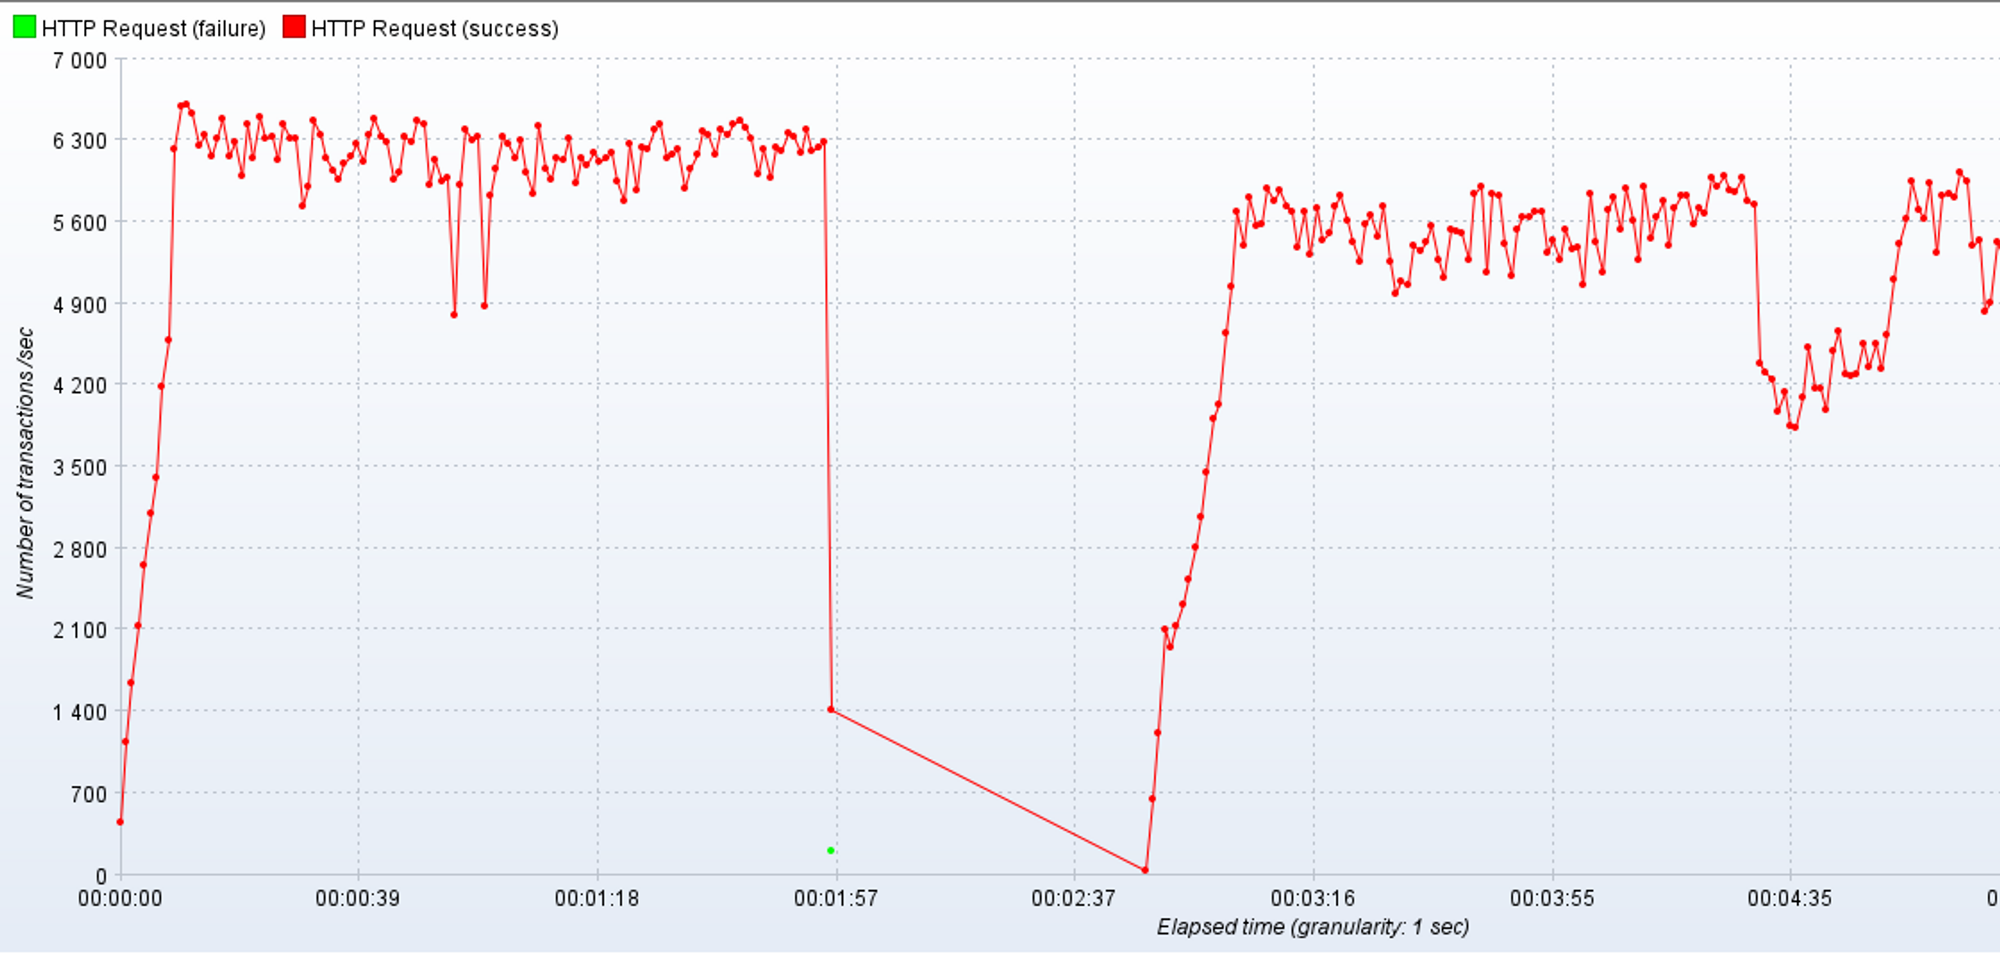 HTTP Request (failure) HTTP Request (success)
7 000
6 300
5 600
4 900
4 200
3 500
2 800
2 100
1 400
700
0
Number of transactions /sec
00:00:00 00:00:39 00:01:18 00:01:57 00:02:37 00:03:16 00:03:55 00:04:35 0
Elapsed time (granularity: 1 sec)